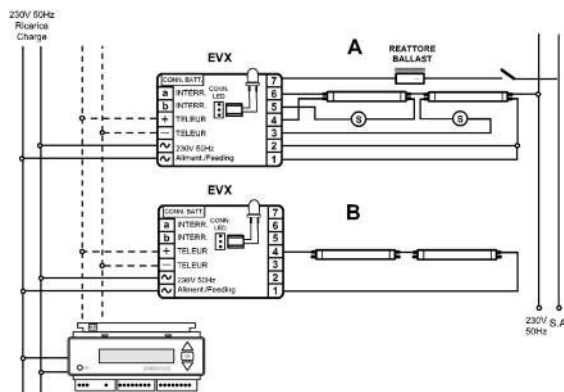 230V 50Hz
Ricarica
Charge
EVX
A
REATTORE
BALLAST
CONN. BATT.
7
a INTERR.
CONN.
LED
6
b INTERR.
5
+ TELEUR
4
S
S
— TELEUR
3
~ 230V 50Hz
2
~ Aliment./Feeding
1
EVX
B
CONN. BATT.
7
a INTERR.
CONN.
LED
6
b INTERR.
5
+ TELEUR
4
— TELEUR
3
~ 230V 50Hz
2
~ Aliment./Feeding
1
230V
50Hz
S.A